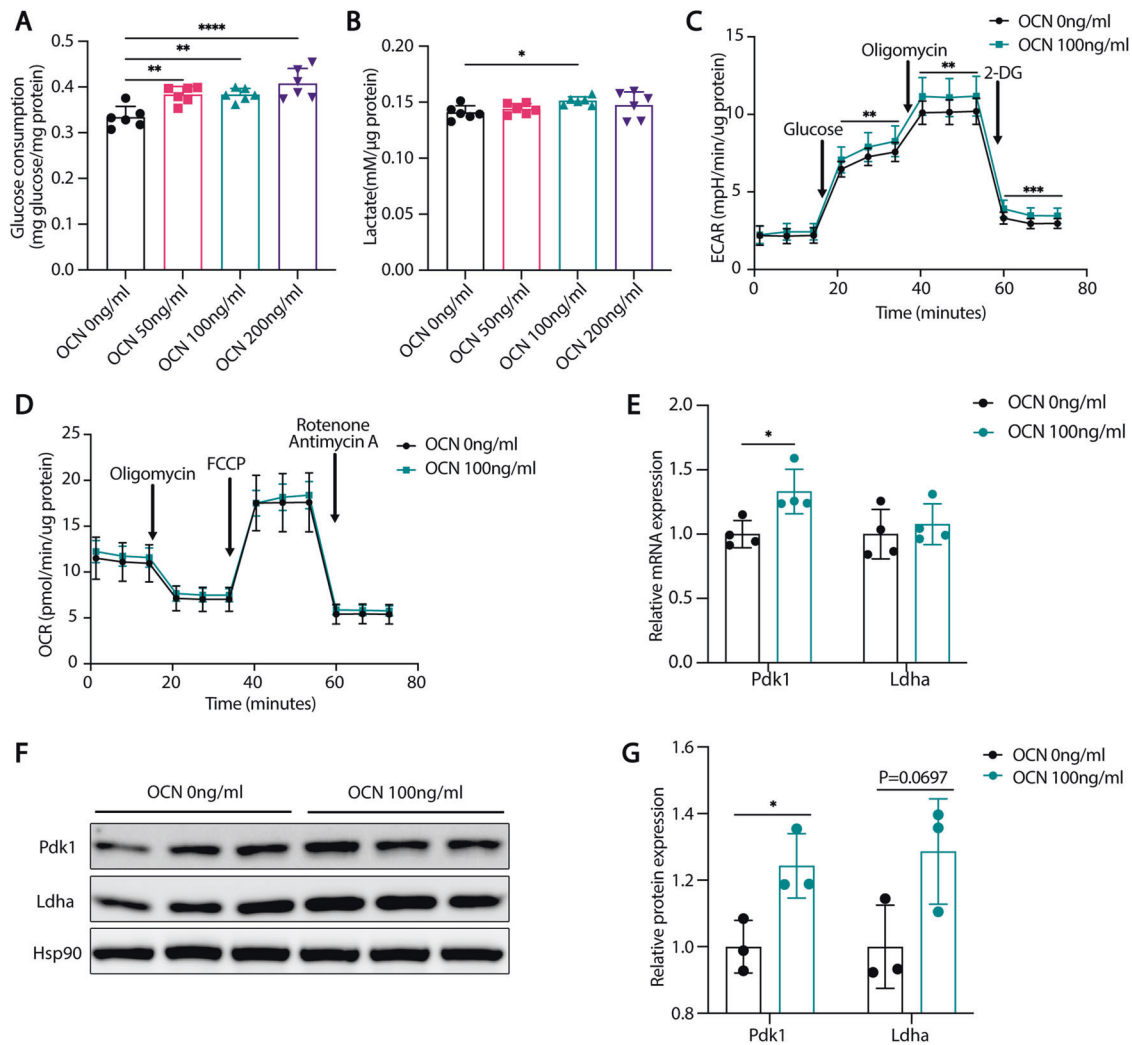 A
Glucose consumption
(mg glucose/mg protein)
0.5
0.4
0.3
0.2
0.1
0.0
****
**
**
OCN 0ng/ml
OCN 50ng/ml
OCN 100ng/ml
OCN 200ng/ml
B
Lactate(mM/µg protein)
0.20
0.15
0.10
0.05
0.00
*
OCN 0ng/ml
OCN 50ng/ml
OCN 100ng/ml
OCN 200ng/ml
C
OCN 0ng/ml
OCN 100ng/ml
ECAR (mpH/min/ug protein)
15
10
5
0
Glucose
Oligomycin
2-DG
**
**
***
0
20
40
60
80
Time (minutes)
D
OCN 0ng/ml
OCN 100ng/ml
OCR (pmol/min/ug protein)
25
20
15
10
5
0
Oligomycin
FCCP
Rotenone
Antimycin A
0
20
40
60
80
Time (minutes)
E
OCN 0ng/ml
OCN 100ng/ml
Relative mRNA expression
2.0
1.5
1.0
0.5
0.0
*
Pdk1
Ldha
F
OCN 0ng/ml
OCN 100ng/ml
Pdk1
Ldha
Hsp90
G
OCN 0ng/ml
OCN 100ng/ml
Relative protein expression
1.6
1.4
1.2
1.0
0.8
*
P=0.0697
Pdk1
Ldha